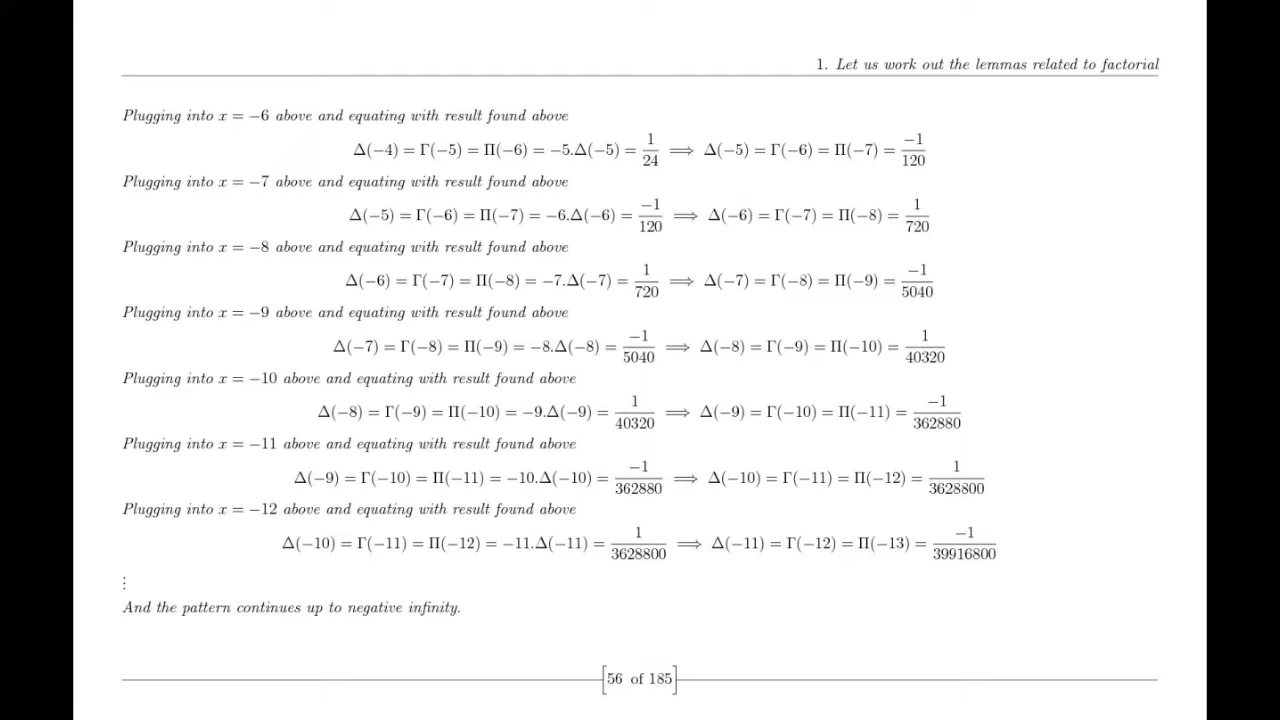 1. Let us work out the lemmas related to factorial
Plugging into x = −6 above and equating with result found above
Δ(−4) = Γ(−5) = Π(−6) = −5.Δ(−5) = 1/24 ⟹ Δ(−5) = Γ(−6) = Π(−7) = −1/120
Plugging into x = −7 above and equating with result found above
Δ(−5) = Γ(−6) = Π(−7) = −6.Δ(−6) = −1/120 ⟹ Δ(−6) = Γ(−7) = Π(−8) = 1/720
Plugging into x = −8 above and equating with result found above
Δ(−6) = Γ(−7) = Π(−8) = −7.Δ(−7) = 1/720 ⟹ Δ(−7) = Γ(−8) = Π(−9) = −1/5040
Plugging into x = −9 above and equating with result found above
Δ(−7) = Γ(−8) = Π(−9) = −8.Δ(−8) = −1/5040 ⟹ Δ(−8) = Γ(−9) = Π(−10) = 1/40320
Plugging into x = −10 above and equating with result found above
Δ(−8) = Γ(−9) = Π(−10) = −9.Δ(−9) = 1/40320 ⟹ Δ(−9) = Γ(−10) = Π(−11) = −1/362880
Plugging into x = −11 above and equating with result found above
Δ(−9) = Γ(−10) = Π(−11) = −10.Δ(−10) = −1/362880 ⟹ Δ(−10) = Γ(−11) = Π(−12) = 1/3628800
Plugging into x = −12 above and equating with result found above
Δ(−10) = Γ(−11) = Π(−12) = −11.Δ(−11) = 1/3628800 ⟹ Δ(−11) = Γ(−12) = Π(−13) = −1/39916800
⋮
And the pattern continues up to negative infinity.
[56 of 185]